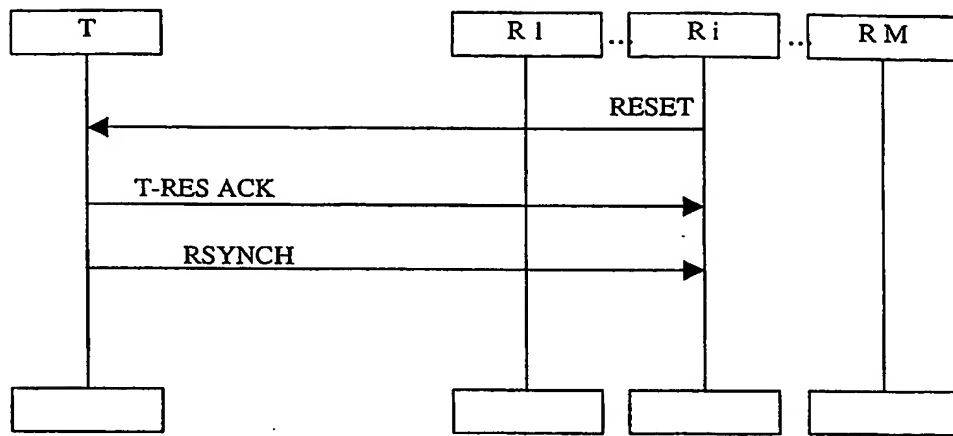 T R 1 ... R i ... R M
RESET
T-RES ACK
RSYNCH